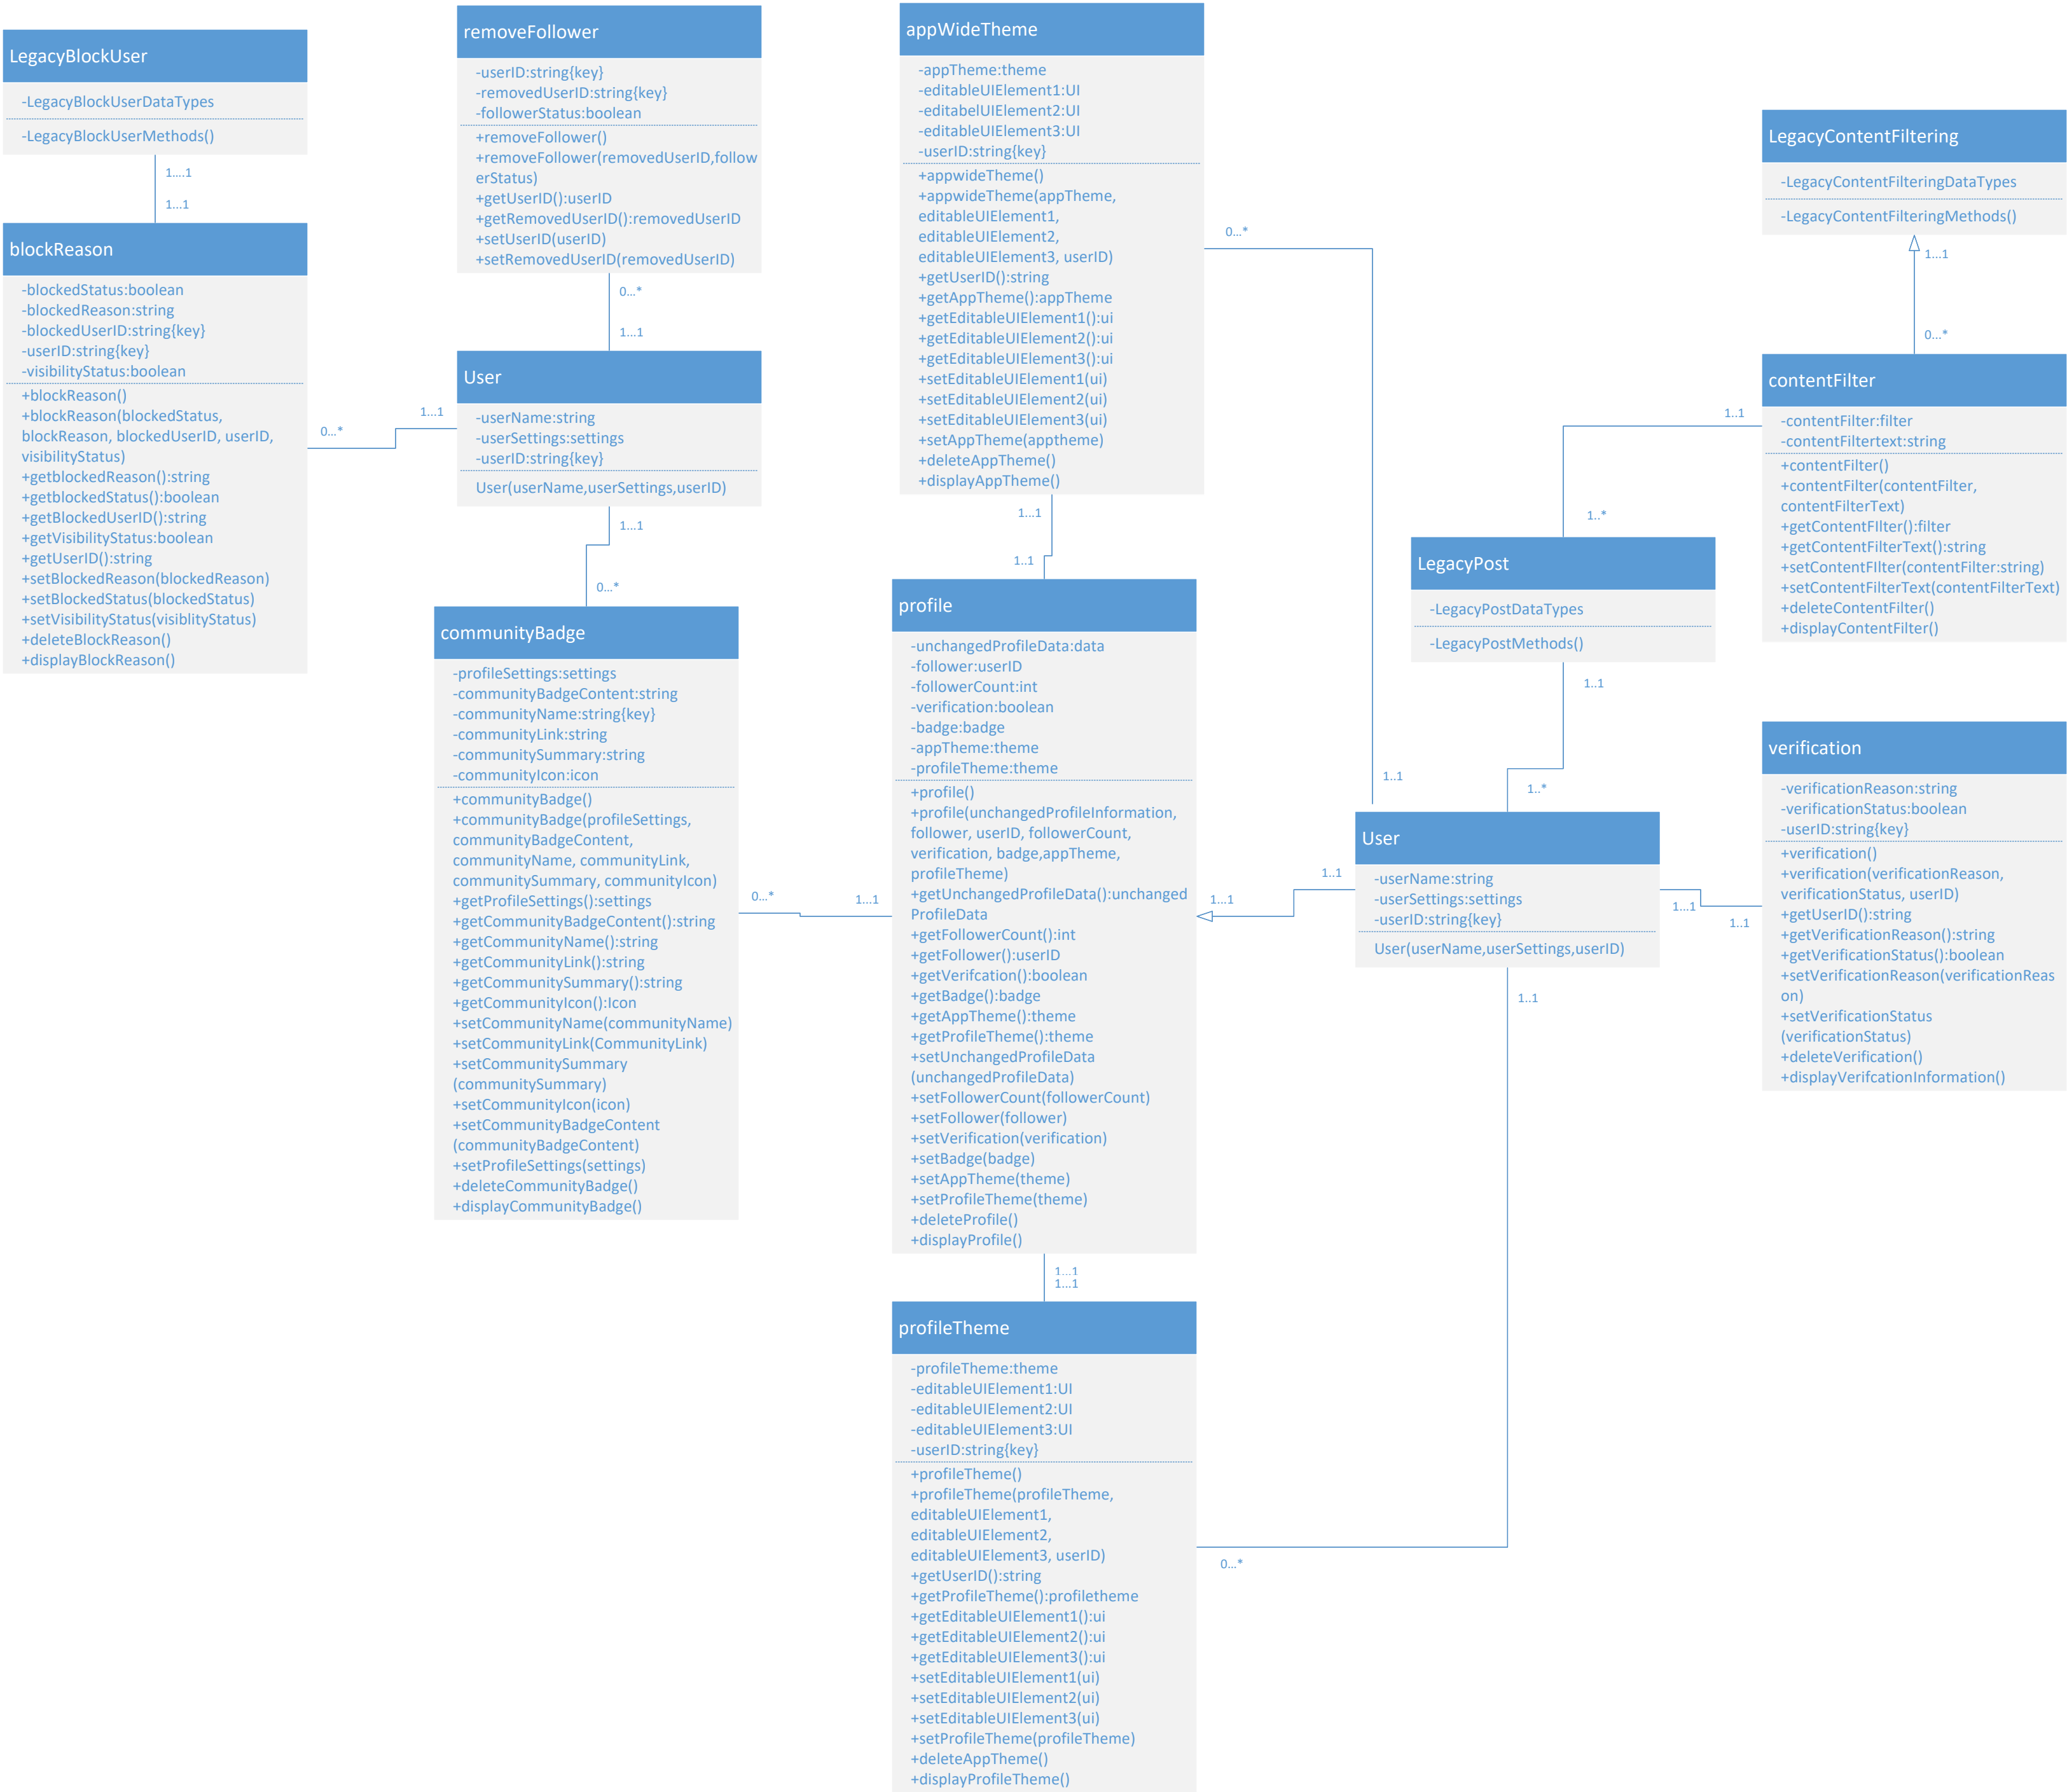 LegacyBlockUser
-LegacyBlockUserDataTypes
-LegacyBlockUserMethods()
1....1
1...1
blockReason
-blockedStatus:boolean
-blockedReason:string
-blockedUserID:string{key}
-userID:string{key}
-visibilityStatus:boolean
+blockReason()
+blockReason(blockedStatus,
blockReason, blockedUserID, userID,
visibilityStatus)
+getblockedReason():string
+getblockedStatus():boolean
+getBlockedUserID():string
+getVisibilityStatus:boolean
+getUserID():string
+setBlockedReason(blockedReason)
+setBlockedStatus(blockedStatus)
+setVisibilityStatus(visiblityStatus)
+deleteBlockReason()
+displayBlockReason()
0...*
1...1
removeFollower
-userID:string{key}
-removedUserID:string{key}
-followerStatus:boolean
+removeFollower()
+removeFollower(removedUserID,follow
erStatus)
+getUserID():userID
+getRemovedUserID():removedUserID
+setUserID(userID)
+setRemovedUserID(removedUserID)
0...*
1...1
User
-userName:string
-userSettings:settings
-userID:string{key}
User(userName,userSettings,userID)
1...1
0...*
communityBadge
-profileSettings:settings
-communityBadgeContent:string
-communityName:string{key}
-communityLink:string
-communitySummary:string
-communityIcon:icon
+communityBadge()
+communityBadge(profileSettings,
communityBadgeContent,
communityName, communityLink,
communitySummary, communityIcon)
+getProfileSettings():settings
+getCommunityBadgeContent():string
+getCommunityName():string
+getCommunityLink():string
+getCommunitySummary():string
+getCommunityIcon():Icon
+setCommunityName(communityName)
+setCommunityLink(CommunityLink)
+setCommunitySummary
(communitySummary)
+setCommunityIcon(icon)
+setCommunityBadgeContent
(communityBadgeContent)
+setProfileSettings(settings)
+deleteCommunityBadge()
+displayCommunityBadge()
0...*
1...1
appWideTheme
-appTheme:theme
-editableUIElement1:UI
-editabelUIElement2:UI
-editableUIElement3:UI
-userID:string{key}
+appwideTheme()
+appwideTheme(appTheme,
editableUIElement1,
editableUIElement2,
editableUIElement3, userID)
+getUserID():string
+getAppTheme():appTheme
+getEditableUIElement1():ui
+getEditableUIElement2():ui
+getEditableUIElement3():ui
+setEditableUIElement1(ui)
+setEditableUIElement2(ui)
+setEditableUIElement3(ui)
+setAppTheme(apptheme)
+deleteAppTheme()
+displayAppTheme()
0...*
1..1
1...1
1..1
profile
-unchangedProfileData:data
-follower:userID
-followerCount:int
-verification:boolean
-badge:badge
-appTheme:theme
-profileTheme:theme
+profile()
+profile(unchangedProfileInformation,
follower, userID, followerCount,
verification, badge,appTheme,
profileTheme)
+getUnchangedProfileData():unchanged
ProfileData
+getFollowerCount():int
+getFollower():userID
+getVerifcation():boolean
+getBadge():badge
+getAppTheme():theme
+getProfileTheme():theme
+setUnchangedProfileData
(unchangedProfileData)
+setFollowerCount(followerCount)
+setFollower(follower)
+setVerification(verification)
+setBadge(badge)
+setAppTheme(theme)
+setProfileTheme(theme)
+deleteProfile()
+displayProfile()
1...1
1...1
profileTheme
-profileTheme:theme
-editableUIElement1:UI
-editableUIElement2:UI
-editableUIElement3:UI
-userID:string{key}
+profileTheme()
+profileTheme(profileTheme,
editableUIElement1,
editableUIElement2,
editableUIElement3, userID)
+getUserID():string
+getProfileTheme():profiletheme
+getEditableUIElement1():ui
+getEditableUIElement2():ui
+getEditableUIElement3():ui
+setEditableUIElement1(ui)
+setEditableUIElement2(ui)
+setEditableUIElement3(ui)
+setProfileTheme(profileTheme)
+deleteAppTheme()
+displayProfileTheme()
0...*
LegacyContentFiltering
-LegacyContentFilteringDataTypes
-LegacyContentFilteringMethods()
1...1
0...*
contentFilter
-contentFilter:filter
-contentFiltertext:string
+contentFilter()
+contentFilter(contentFilter,
contentFilterText)
+getContentFIlter():filter
+getContentFilterText():string
+setContentFIlter(contentFilter:string)
+setContentFilterText(contentFilterText)
+deleteContentFilter()
+displayContentFilter()
1..1
1..*
LegacyPost
-LegacyPostDataTypes
-LegacyPostMethods()
1..1
1..*
1...1
1..1
User
-userName:string
-userSettings:settings
-userID:string{key}
User(userName,userSettings,userID)
1..1
1...1
1..1
verification
-verificationReason:string
-verificationStatus:boolean
-userID:string{key}
+verification()
+verification(verificationReason,
verificationStatus, userID)
+getUserID():string
+getVerificationReason():string
+getVerificationStatus():boolean
+setVerificationReason(verificationReas
on)
+setVerificationStatus
(verificationStatus)
+deleteVerification()
+displayVerifcationInformation()